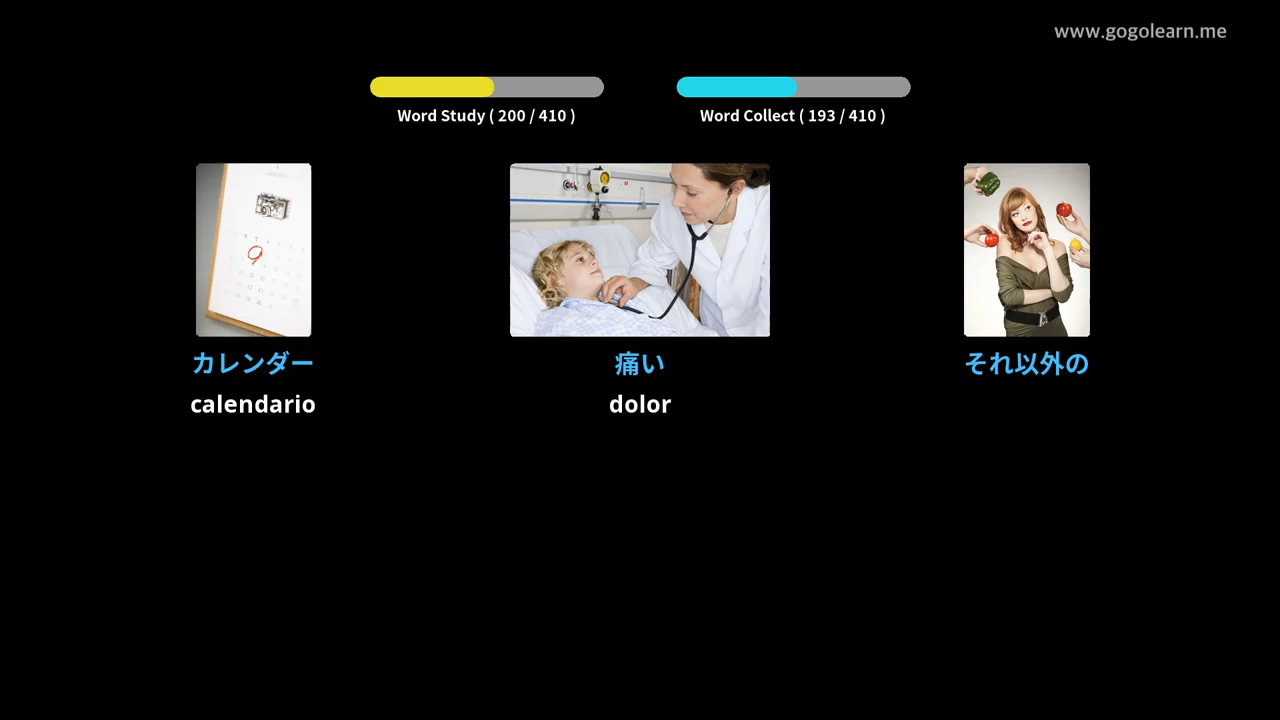 www.gogolearn.me
Word Study ( 200 / 410 )
Word Collect ( 193 / 410 )
カレンダー
痛い
それ以外の
calendario
dolor